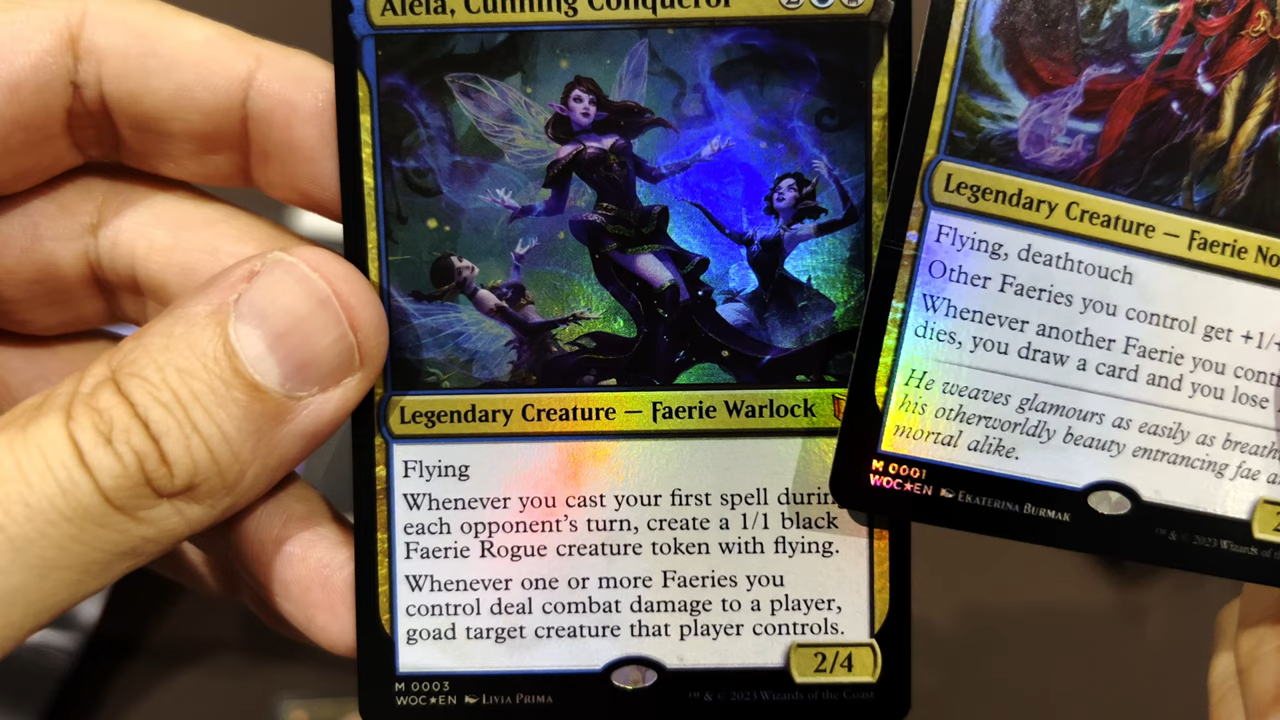 Alela, Cunning Conqueror
Legendary Creature — Faerie Warlock
Flying
Whenever you cast your first spell durin
each opponent's turn, create a 1/1 black
Faerie Rogue creature token with flying.
Whenever one or more Faeries you
control deal combat damage to a player,
goad target creature that player controls.
2/4
M 0003
WOC★EN LIVIA PRIMA
™ & © 2023 Wizards of the Coast
Legendary Creature — Faerie No
Flying, deathtouch
Other Faeries you control get +1/+
Whenever another Faerie you cont
dies, you draw a card and you lose
He weaves glamours as easily as breath
his otherworldly beauty entrancing fae a
mortal alike.
M 0001
WOC★EN EKATERINA BURMAK
™ & © 2023 Wizards of